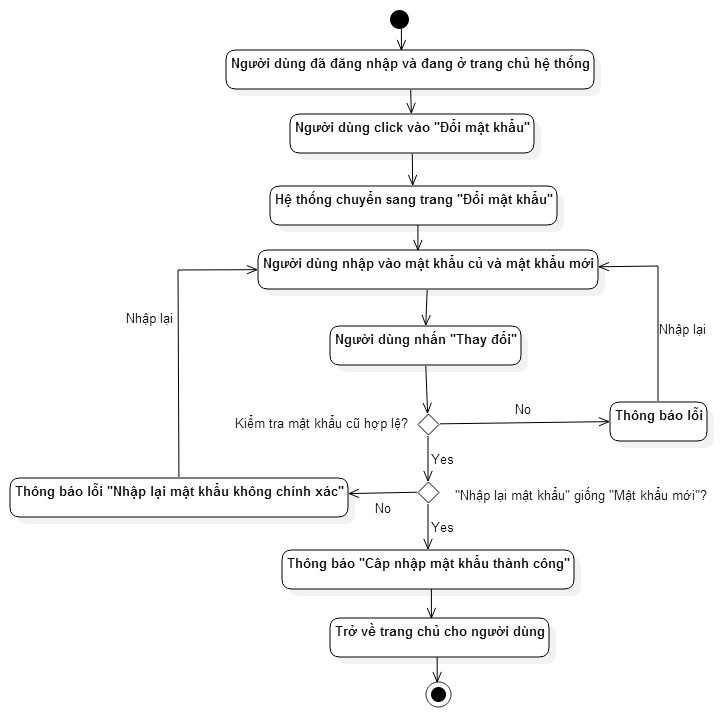 Người dùng đã đăng nhập và đang ở trang chủ hệ thống
Người dùng click vào "Đổi mật khẩu"
Hệ thống chuyển sang trang "Đổi mật khẩu"
Người dùng nhập vào mật khẩu củ và mật khẩu mới
Nhập lại
Nhập lại
Người dùng nhấn "Thay đổi"
Kiểm tra mật khẩu cũ hợp lệ?
No
Thông báo lỗi
Yes
Thông báo lỗi "Nhập lại mật khẩu không chính xác"
No
"Nhập lại mật khẩu" giống "Mật khẩu mới"?
Yes
Thông báo "Câp nhập mật khẩu thành công"
Trở về trang chủ cho người dùng